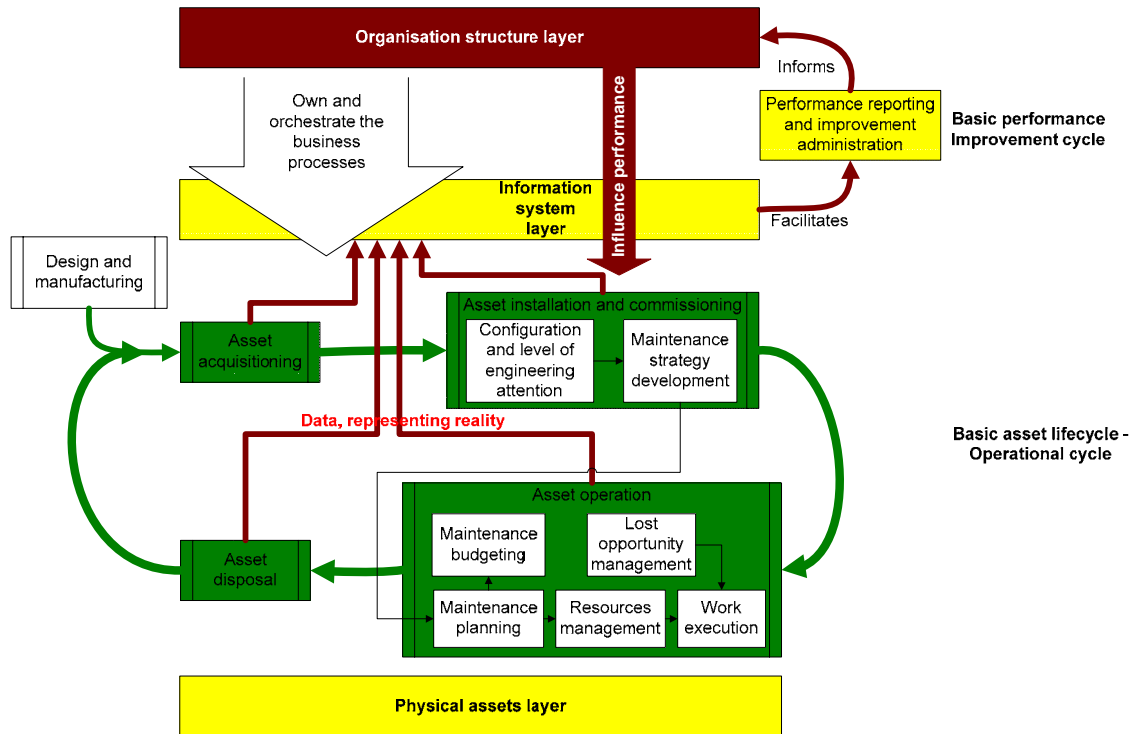 Organisation structure layer
Informs
Own and
orchestrate the
business
processes
Influence performance
Performance reporting
and improvement
administration
Basic performance
Improvement cycle
Information
system
layer
Facilitates
Design and
manufacturing
Asset
acquisitioning
Asset installation and commissioning
Configuration
and level of
engineering
attention
Maintenance
strategy
development
Data, representing reality
Basic asset lifecycle -
Operational cycle
Asset operation
Maintenance
budgeting
Lost
opportunity
management
Asset
disposal
Maintenance
planning
Resources
management
Work
execution
Physical assets layer